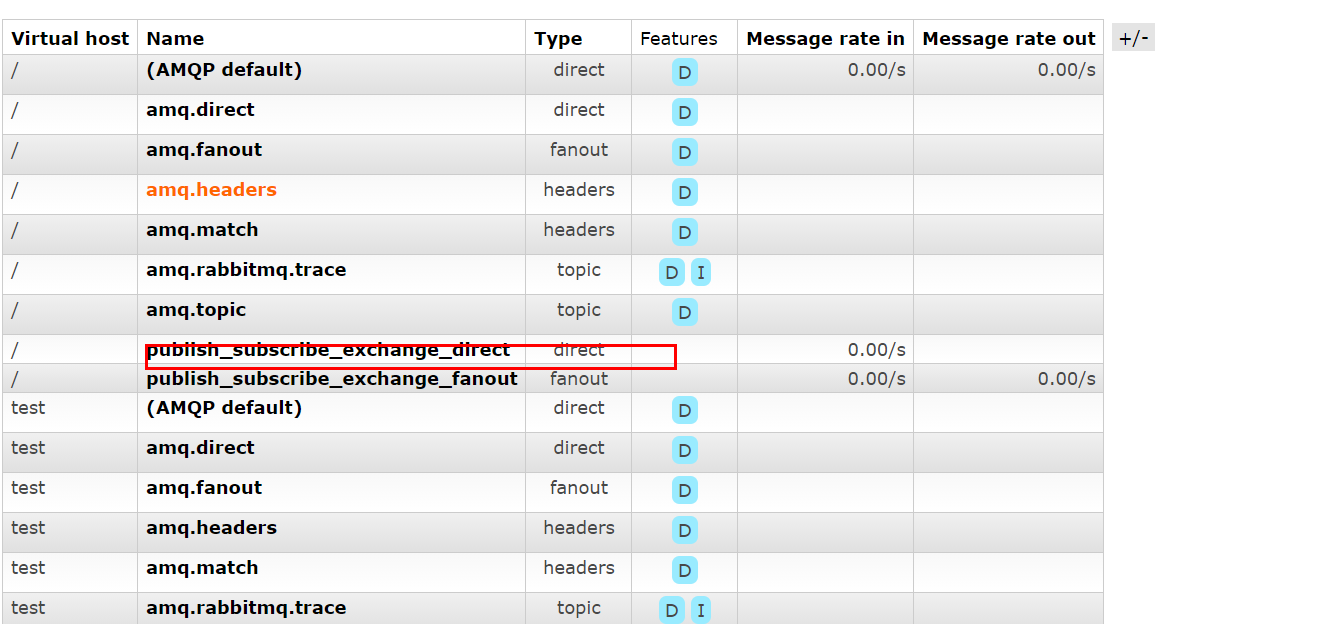 Virtual host Name Type Features Message rate in Message rate out +/-
/ (AMQP default) direct D 0.00/s 0.00/s
/ amq.direct direct D
/ amq.fanout fanout D
/ amq.headers headers D
/ amq.match headers D
/ amq.rabbitmq.trace topic D I
/ amq.topic topic D
/ publish_subscribe_exchange_direct direct 0.00/s
/ publish_subscribe_exchange_fanout fanout 0.00/s 0.00/s
test (AMQP default) direct D
test amq.direct direct D
test amq.fanout fanout D
test amq.headers headers D
test amq.match headers D
test amq.rabbitmq.trace topic D I